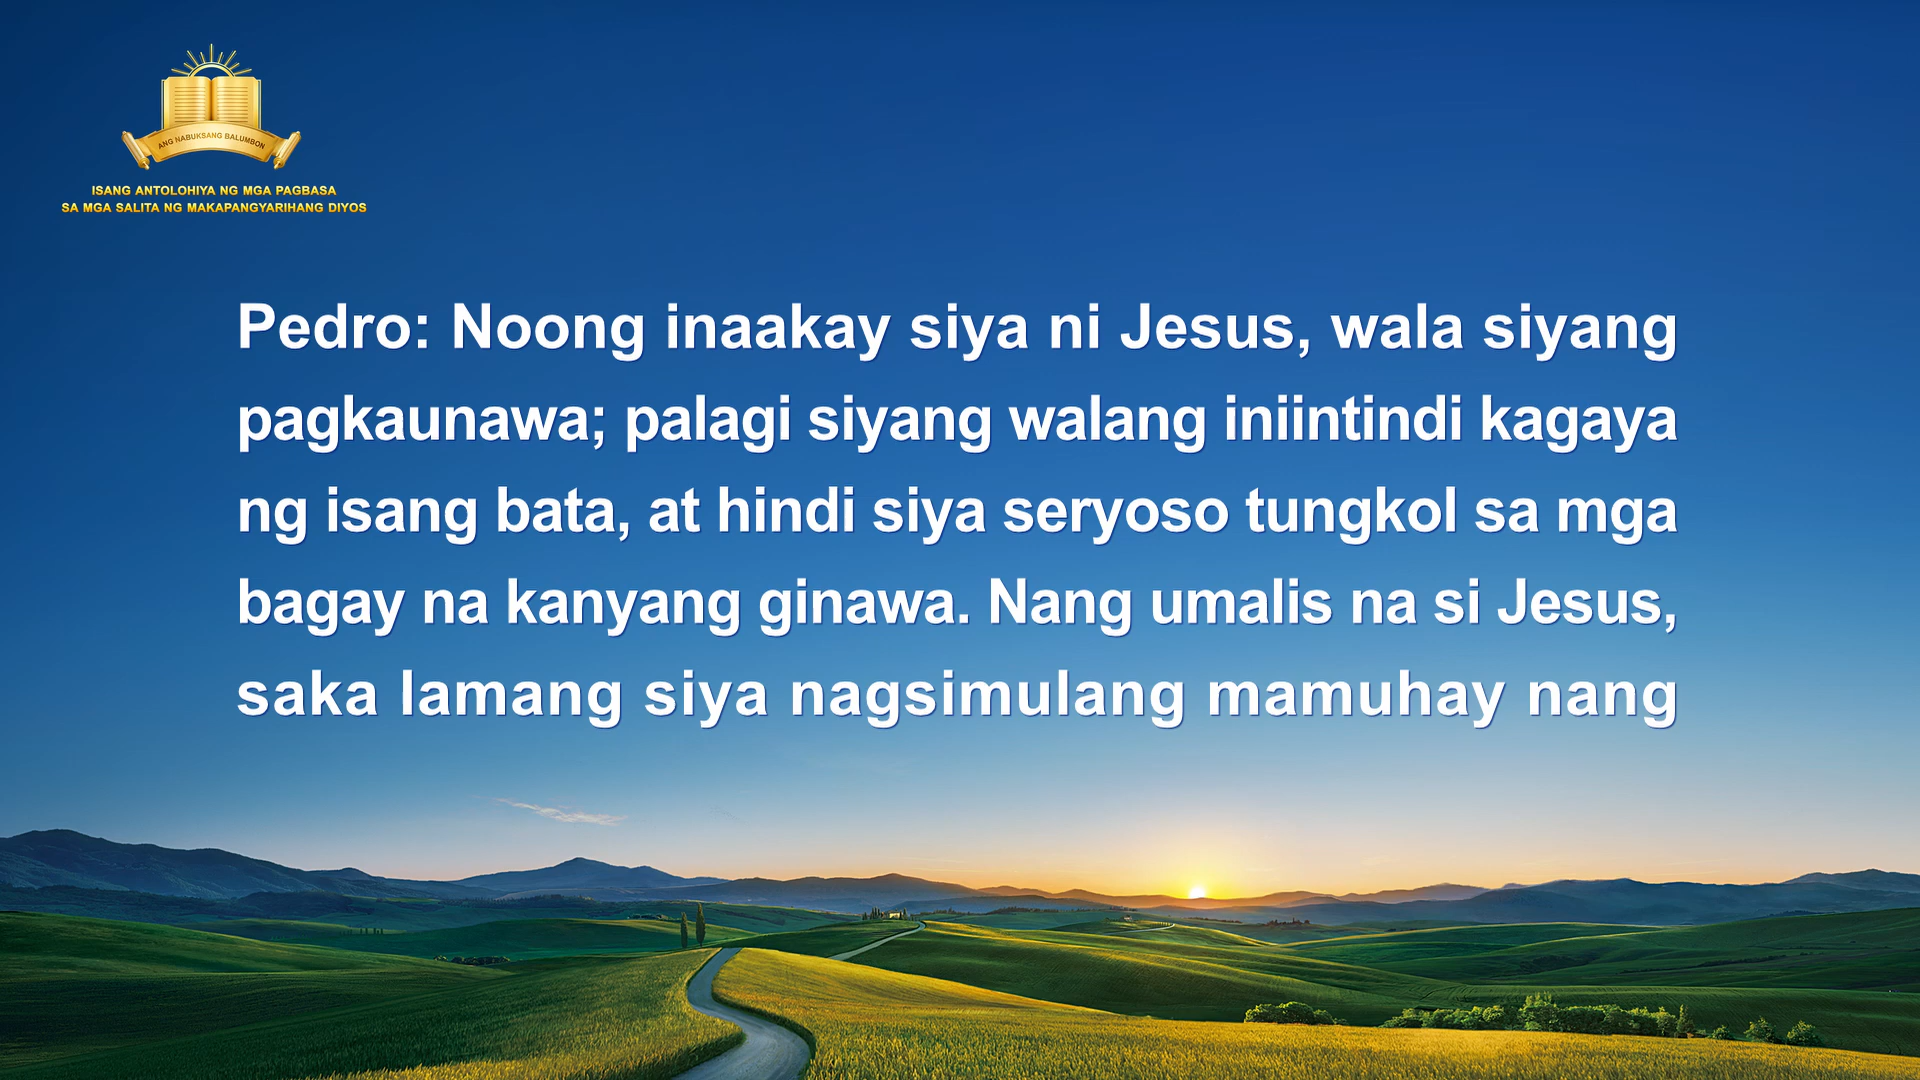 ANG NABUKSANG BALUMBON
ISANG ANTOLOHIYA NG MGA PAGBASA
SA MGA SALITA NG MAKAPANGYARIHANG DIYOS
Pedro: Noong inaakay siya ni Jesus, wala siyang
pagkaunawa; palagi siyang walang iniintindi kagaya
ng isang bata, at hindi siya seryoso tungkol sa mga
bagay na kanyang ginawa. Nang umalis na si Jesus,
saka lamang siya nagsimulang mamuhay nang